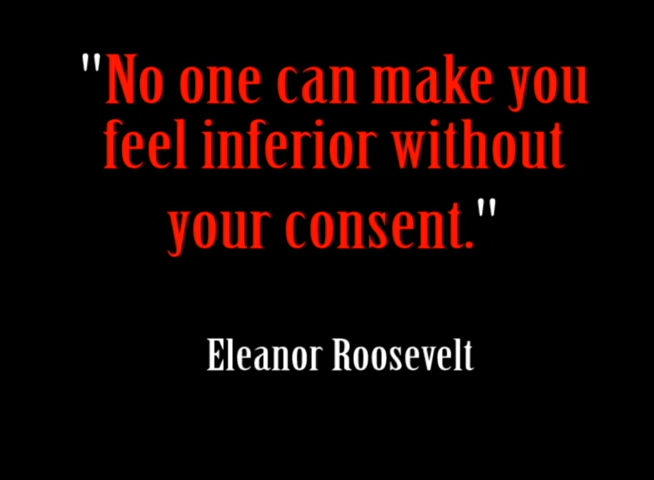 "No one can make you
feel inferior without
your consent."
Eleanor Roosevelt